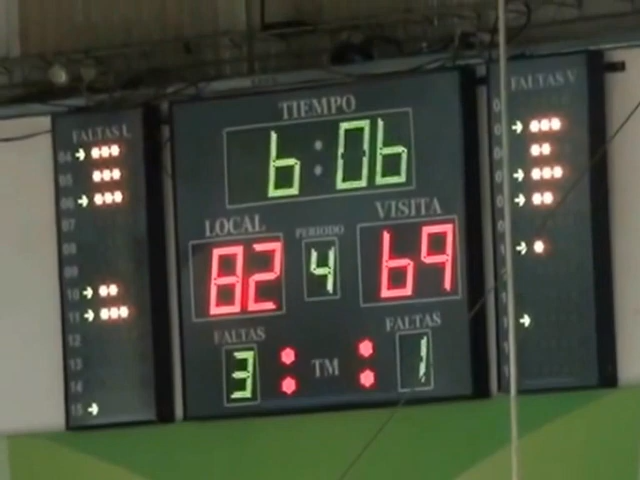 FALTAS L
04
05
06
07
08
09
10
11
12
13
14
15
TIEMPO
6:06
LOCAL
PERIODO
VISITA
82
4
69
FALTAS
TM
FALTAS
3
1
FALTAS V